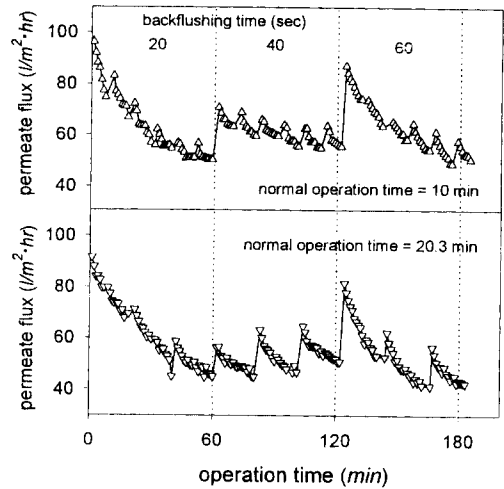 backflushing time (sec)
20 40 60
100
80
60
40
permeate flux (l/m²·hr)
normal operation time = 10 min
100
80
60
40
permeate flux (l/m²·hr)
normal operation time = 20.3 min
0 60 120 180
operation time (min)